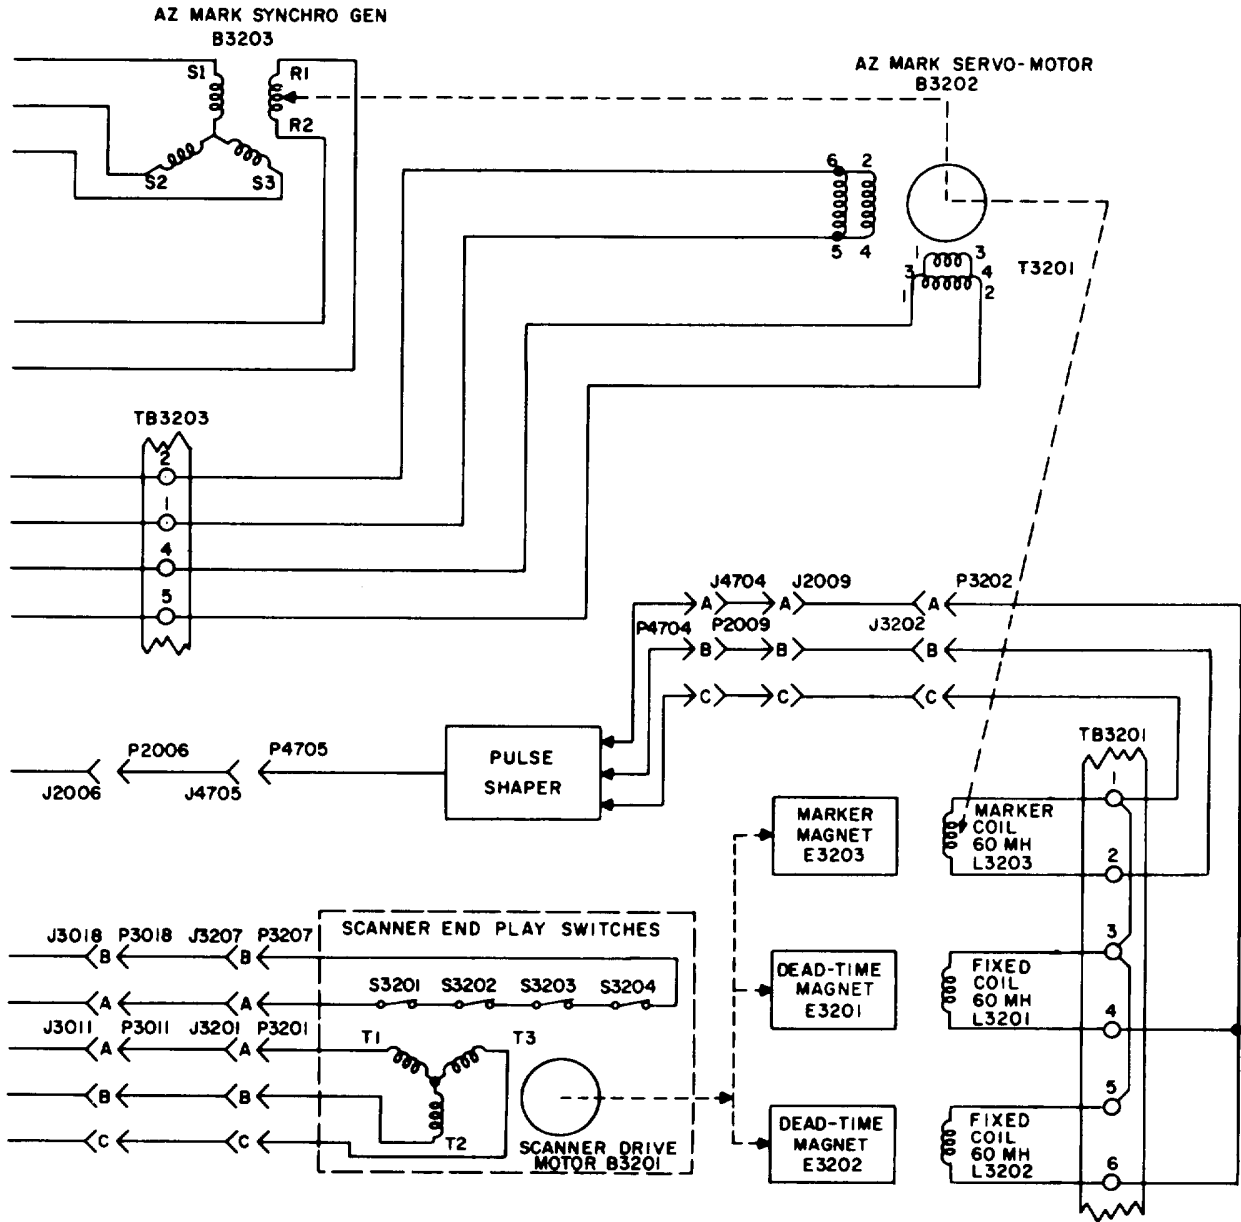 AZ MARK SYNCHRO GEN
B3203
S1
R1
R2
S2
S3
AZ MARK SERVO-MOTOR
B3202
6 2
5 4
1 3
3 4
1 2
T3201
TB3203
2
1
4
5
J4704 J2009 P3202
A A A
P4704 P2009 J3202
B B B
C C C
P2006 P4705
J2006 J4705
PULSE
SHAPER
TB3201
1
2
3
4
5
6
MARKER
MAGNET
E3203
MARKER
COIL
60 MH
L3203
DEAD-TIME
MAGNET
E3201
FIXED
COIL
60 MH
L3201
DEAD-TIME
MAGNET
E3202
FIXED
COIL
60 MH
L3202
J3018 P3018 J3207 P3207
B B
A A
J3011 P3011 J3201 P3201
A A
B B
C C
SCANNER END PLAY SWITCHES
S3201 S3202 S3203 S3204
T1 T3
T2
SCANNER DRIVE
MOTOR B3201